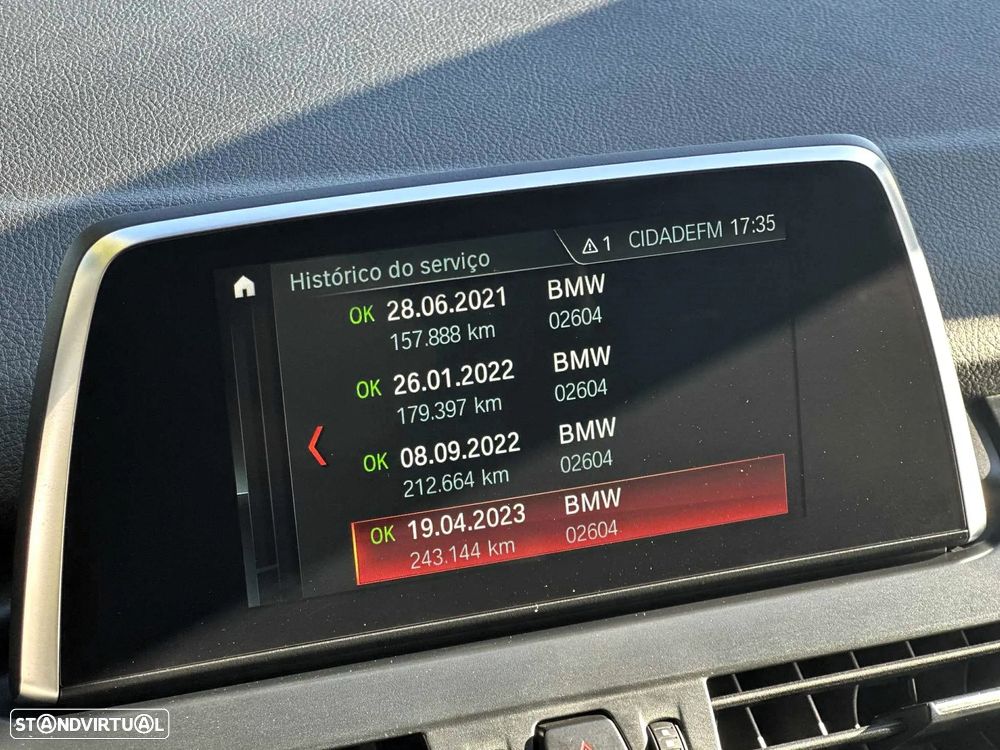 Histórico do serviço
1 CIDADEFM 17:35
OK 28.06.2021 BMW
157.888 km 02604
OK 26.01.2022 BMW
179.397 km 02604
OK 08.09.2022 BMW
212.664 km 02604
OK 19.04.2023 BMW
243.144 km 02604
STANDVIRTUAL